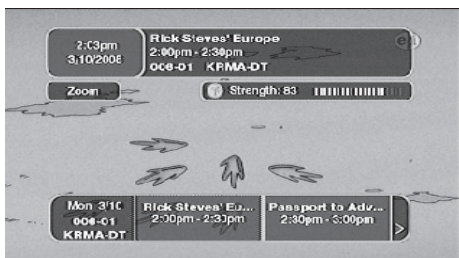 2:03pm
3/10/2008
Rick Steves' Europe
2:00pm - 2:30pm
006-01 KRMA-DT
Zoom
Strength: 83
Mon 3/10
006-01
KRMA-DT
Rick Steves' Eu...
2:00pm - 2:30pm
Passport to Adv...
2:30pm - 3:00pm